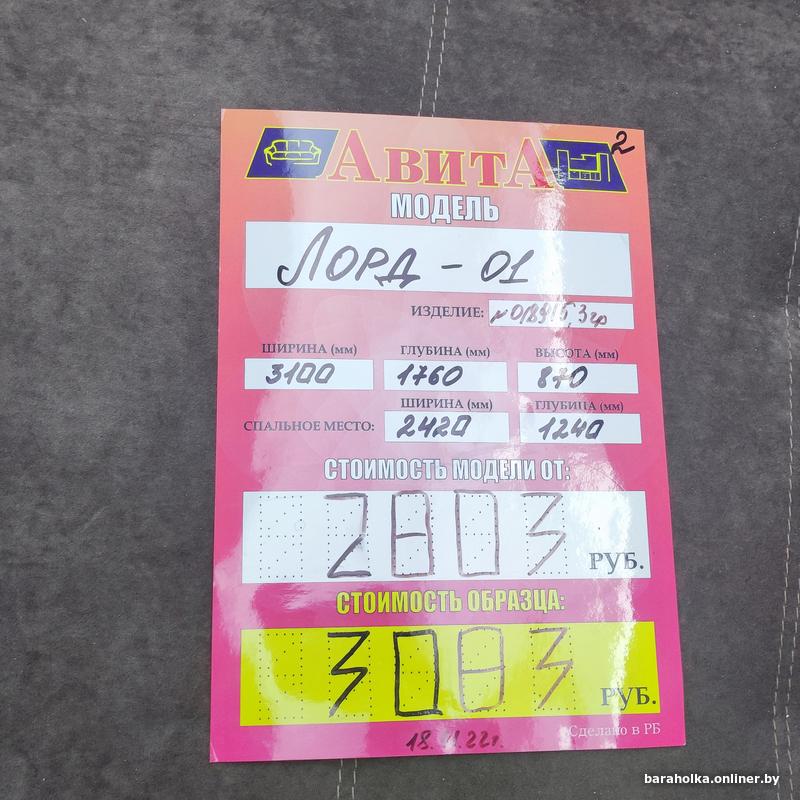 АвитА 2
МОДЕЛЬ
ЛОРД - 01
ИЗДЕЛИЕ:
ШИРИНА (мм) ГЛУБИНА (мм) ВЫСОТА (мм)
3100 1760 870
ШИРИНА (мм) ГЛУБИНА (мм)
СПАЛЬНОЕ МЕСТО: 2420 1240
СТОИМОСТЬ МОДЕЛИ ОТ:
2803 РУБ.
СТОИМОСТЬ ОБРАЗЦА:
3083 РУБ.
Сделано в РБ
baraholka.onliner.by